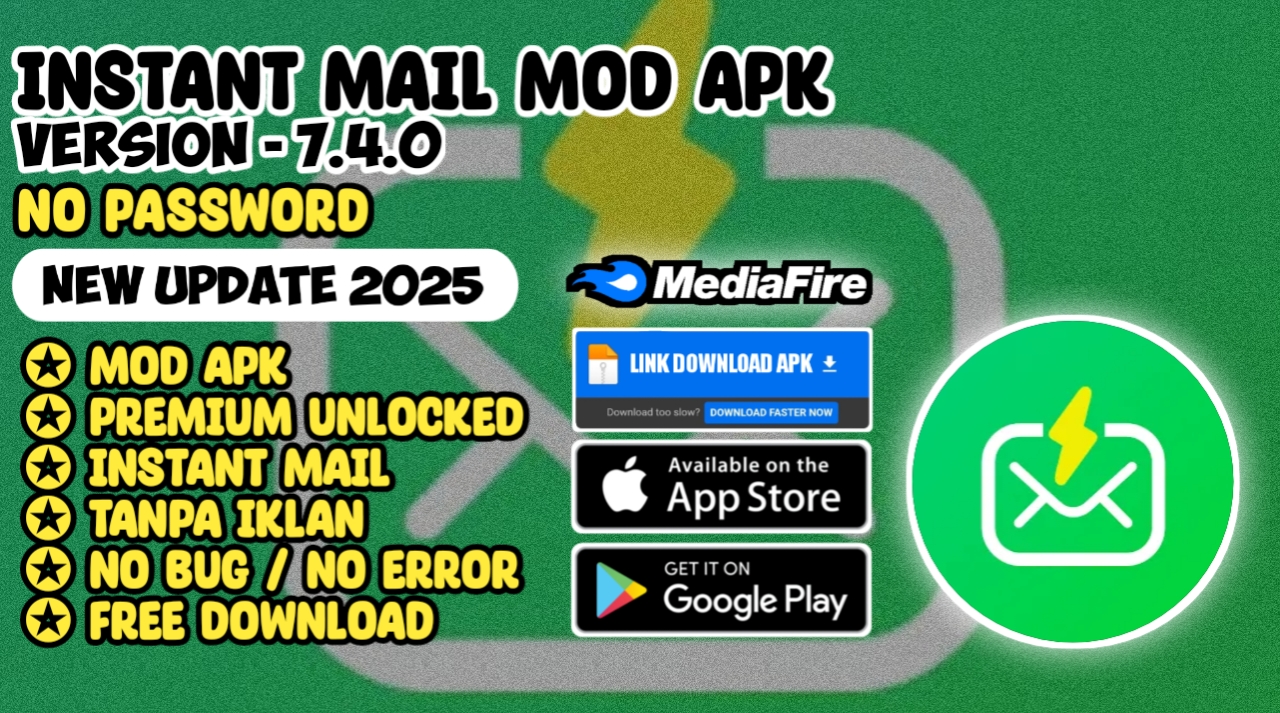 INSTANT MAIL MOD APK
VERSION - 7.4.0
NO PASSWORD
NEW UPDATE 2025
MOD APK
PREMIUM UNLOCKED
INSTANT MAIL
TANPA IKLAN
NO BUG / NO ERROR
FREE DOWNLOAD
MediaFire
LINK DOWNLOAD APK
Download too slow? DOWNLOAD FASTER NOW
Available on the
App Store
GET IT ON
Google Play